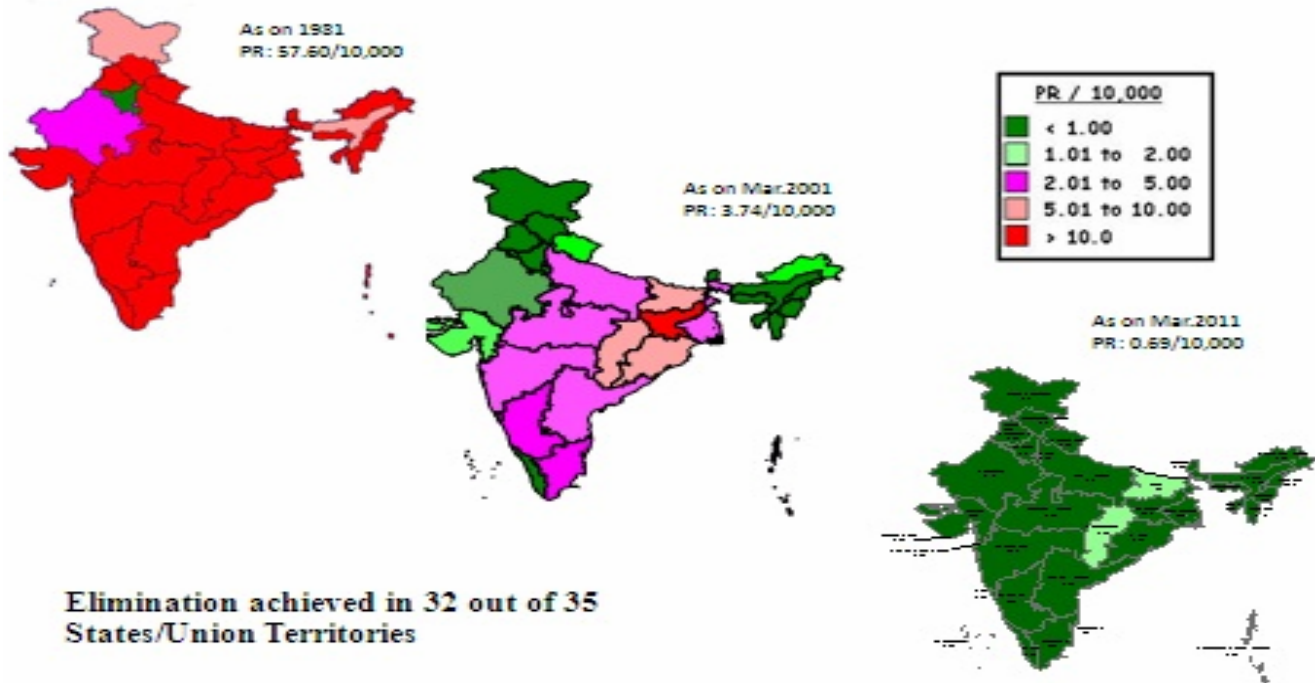 As on 1981
PR: 57.60/10,000
PR / 10,000
< 1.00
1.01 to 2.00
2.01 to 5.00
5.01 to 10.00
> 10.0
As on Mar.2001
PR: 3.74/10,000
As on Mar.2011
PR: 0.69/10,000
Elimination achieved in 32 out of 35
States/Union Territories